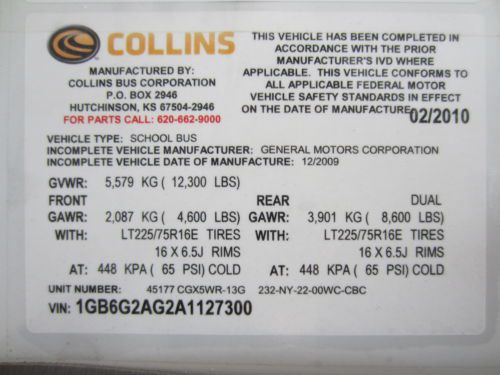 COLLINS
MANUFACTURED BY:
COLLINS BUS CORPORATION
P.O. BOX 2946
HUTCHINSON, KS 67504-2946
FOR PARTS CALL: 620-662-9000
THIS VEHICLE HAS BEEN COMPLETED IN
ACCORDANCE WITH THE PRIOR
MANUFACTURER'S IVD WHERE
APPLICABLE. THIS VEHICLE CONFORMS TO
ALL APPLICABLE FEDERAL MOTOR
VEHICLE SAFETY STANDARDS IN EFFECT
ON THE DATE OF MANUFACTURE 02/2010
VEHICLE TYPE: SCHOOL BUS
INCOMPLETE VEHICLE MANUFACTURER: GENERAL MOTORS CORPORATION
INCOMPLETE VEHICLE DATE OF MANUFACTURE: 12/2009
GVWR: 5,579 KG ( 12,300 LBS)
FRONT REAR DUAL
GAWR: 2,087 KG ( 4,600 LBS) GAWR: 3,901 KG ( 8,600 LBS)
WITH: LT225/75R16E TIRES WITH: LT225/75R16E TIRES
16 X 6.5J RIMS 16 X 6.5J RIMS
AT: 448 KPA ( 65 PSI) COLD AT: 448 KPA ( 65 PSI) COLD
UNIT NUMBER: 45177 CGX5WR-13G 232-NY-22-00WC-CBC
VIN: 1GB6G2AG2A1127300